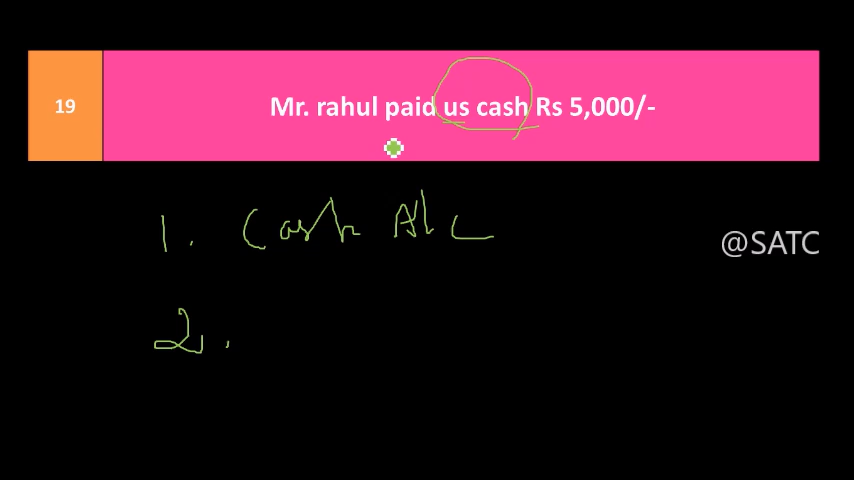 19
Mr. rahul paid us cash Rs 5,000/-
1. Cash A/C
@SATC
2.